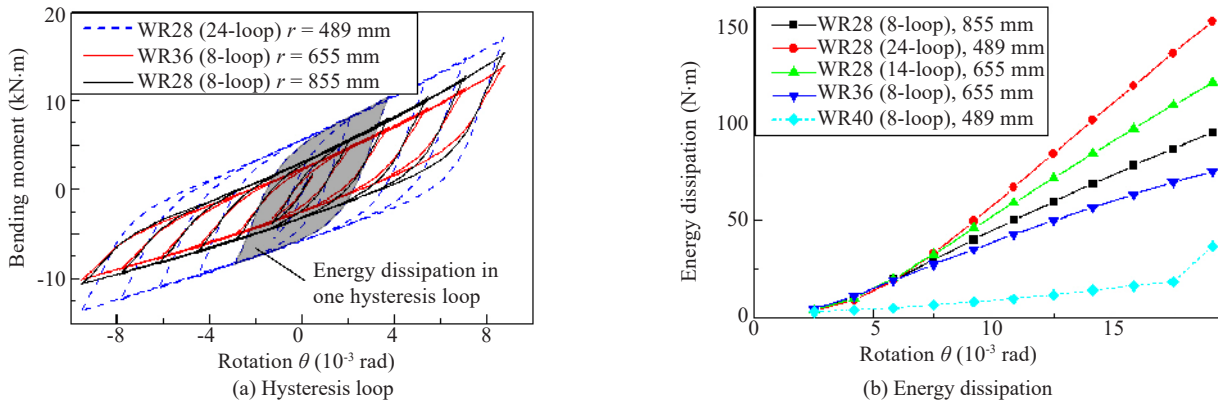 20
10
0
-10
Bending moment (kN·m)
WR28 (24-loop) r = 489 mm
WR36 (8-loop) r = 655 mm
WR28 (8-loop) r = 855 mm
Energy dissipation in
one hysteresis loop
-8 -4 0 4 8
Rotation θ (10⁻³ rad)
(a) Hysteresis loop
150
100
50
0
Energy dissipation (N·m)
WR28 (8-loop), 855 mm
WR28 (24-loop), 489 mm
WR28 (14-loop), 655 mm
WR36 (8-loop), 655 mm
WR40 (8-loop), 489 mm
0 5 10 15
Rotation θ (10⁻³ rad)
(b) Energy dissipation